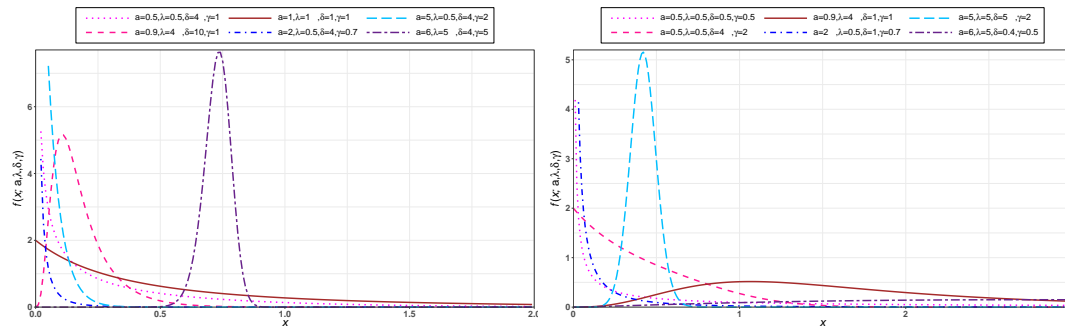 a=0.5,λ=0.5,δ=4 ,γ=1 a=1,λ=1 ,δ=1,γ=1 a=5,λ=0.5,δ=4,γ=2
a=0.9,λ=4 ,δ=10,γ=1 a=2,λ=0.5,δ=4,γ=0.7 a=6,λ=5 ,δ=4,γ=5
f(x; a,λ,δ,γ)
6
4
2
0
0.0 0.5 1.0 1.5 2.0
x
a=0.5,λ=0.5,δ=0.5,γ=0.5 a=0.9,λ=4 ,δ=1,γ=1 a=5,λ=5,δ=5 ,γ=2
a=0.5,λ=0.5,δ=4 ,γ=2 a=2 ,λ=0.5,δ=1,γ=0.7 a=6,λ=5,δ=0.4,γ=0.5
f(x; a,λ,δ,γ)
5
4
3
2
1
0
0 1 2
x